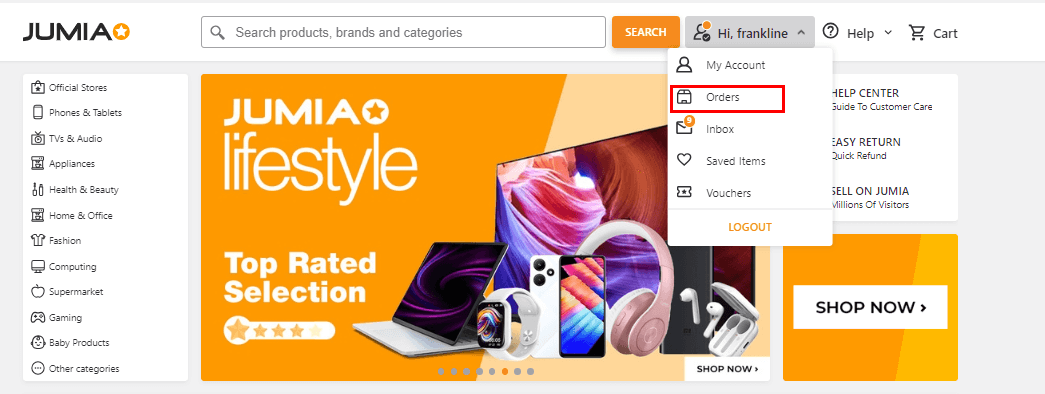 JUMIA
Search products, brands and categories
SEARCH
Hi, frankline
Help
Cart
Official Stores
Phones & Tablets
TVs & Audio
Appliances
Health & Beauty
Home & Office
Fashion
Computing
Supermarket
Gaming
Baby Products
Other categories
JUMIA
lifestyle
Top Rated
Selection
SHOP NOW ›
My Account
Orders
9
Inbox
Saved Items
Vouchers
LOGOUT
HELP CENTER
Guide To Customer Care
EASY RETURN
Quick Refund
SELL ON JUMIA
Millions Of Visitors
SHOP NOW ›